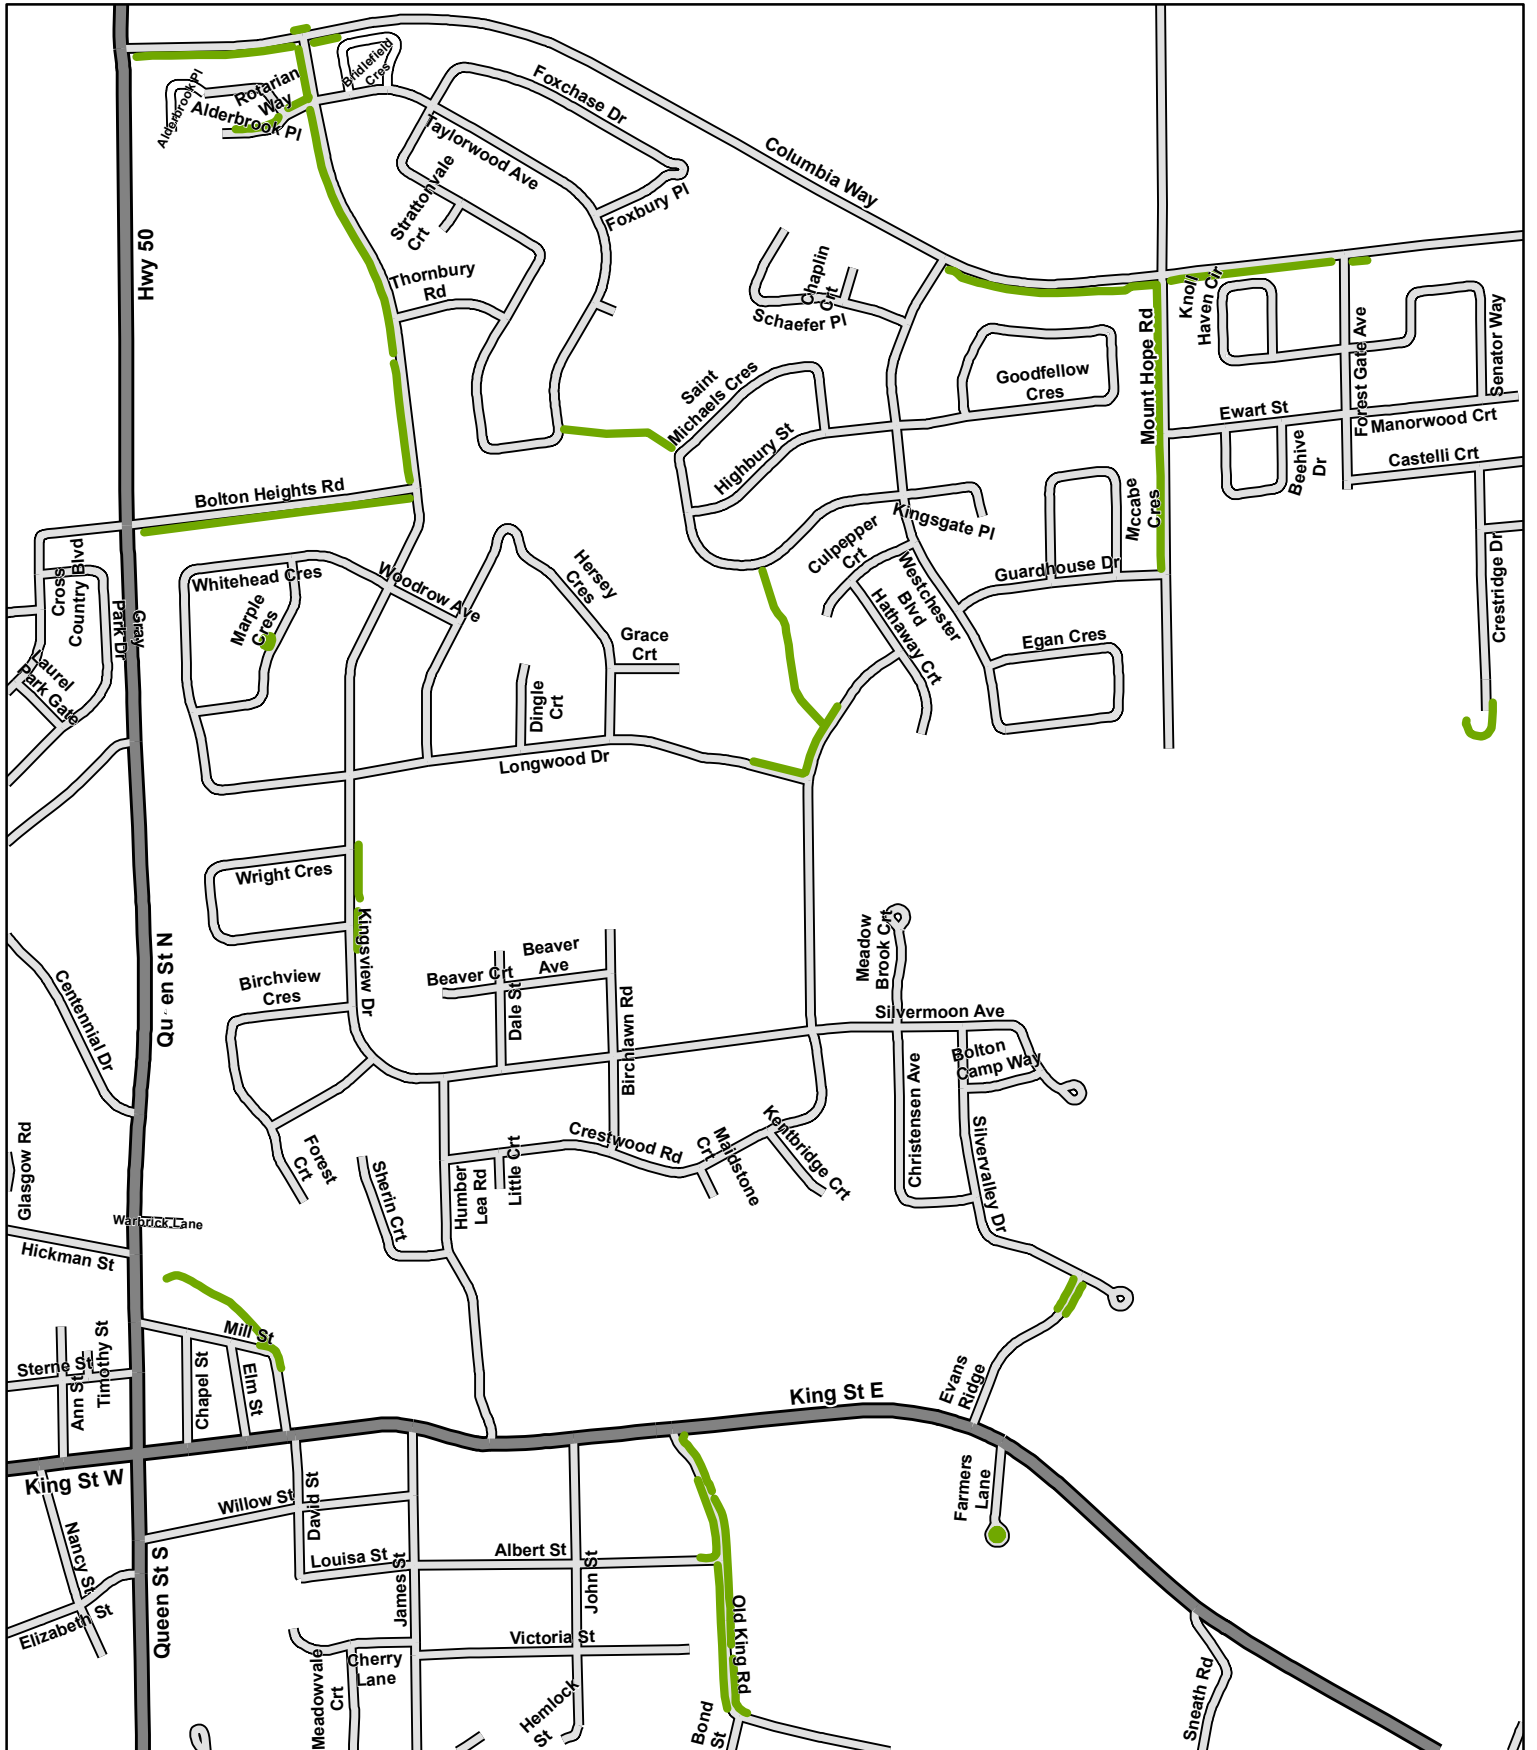 Bridlefield
Cres
Foxchase Dr
Rotarian
Way
Alderbrook Pl
Alderbrook Pl
Taylorwood Ave
Columbia Way
Strattonvale
Crt
Foxbury Pl
Hwy 50
Thornbury
Rd
Chaplin
Crt
Schaefer Pl
Knoll
Haven Cir
Mount Hope Rd
Forest Gate Ave
Senator Way
Saint
Michaels Cres
Goodfellow
Cres
Ewart St
Manorwood Crt
Highbury St
Beehive
Dr
Castelli Crt
Bolton Heights Rd
Mccabe
Cres
Kingsgate Pl
Culpepper
Crt
Cross
Country Blvd
Gray
Park Dr
Whitehead Cres
Woodrow Ave
Hersey
Cres
Westchester
Blvd
Guardhouse Dr
Crestridge Dr
Marple
Cres
Hathaway Crt
Grace
Crt
Egan Cres
Laurel
Park Gate
Dingle
Crt
Longwood Dr
Wright Cres
Kingsview Dr
Meadow
Brook Crt
Qu en St N
Beaver
Ave
Beaver Crt
Birchview
Cres
Dale St
Birchlawn Rd
Centennial Dr
Silvermoon Ave
Bolton
Camp Way
Christensen Ave
Silvervalley Dr
Glasgow Rd
Forest
Crt
Crestwood Rd
Kentbridge Crt
Maidstone
Crt
Sherin Crt
Humber
Lea Rd
Little Crt
Warbrick Lane
Hickman St
Mill St
Sterne St
Timothy St
Ann St
Chapel St
Elm St
King St E
Evans
Ridge
King St W
Farmers
Lane
Willow St
David St
Nancy St
Louisa St
Albert St
James St
John St
Queen St S
Elizabeth St
Old King Rd
Victoria St
Cherry
Lane
Meadowvale
Crt
Hemlock
St
Bond
St
Sneath Rd